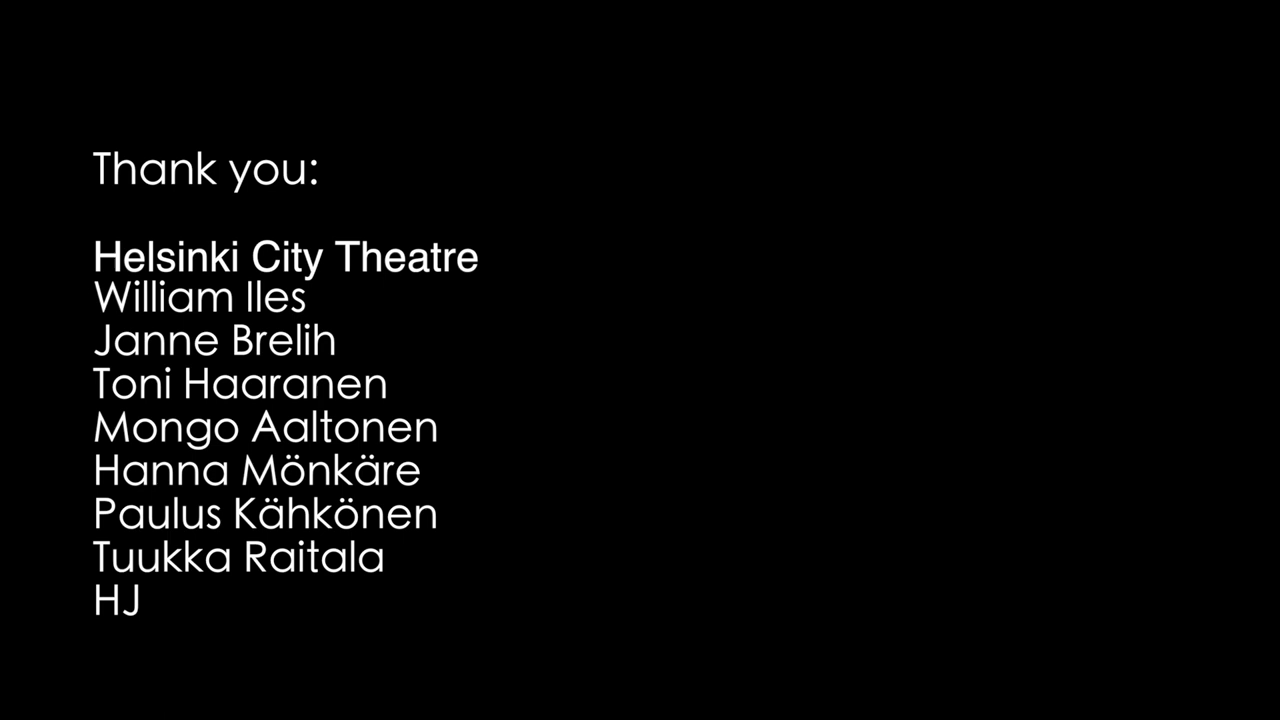 Thank you:
Helsinki City Theatre
William Iles
Janne Brelih
Toni Haaranen
Mongo Aaltonen
Hanna Mönkäre
Paulus Kähkönen
Tuukka Raitala
HJ